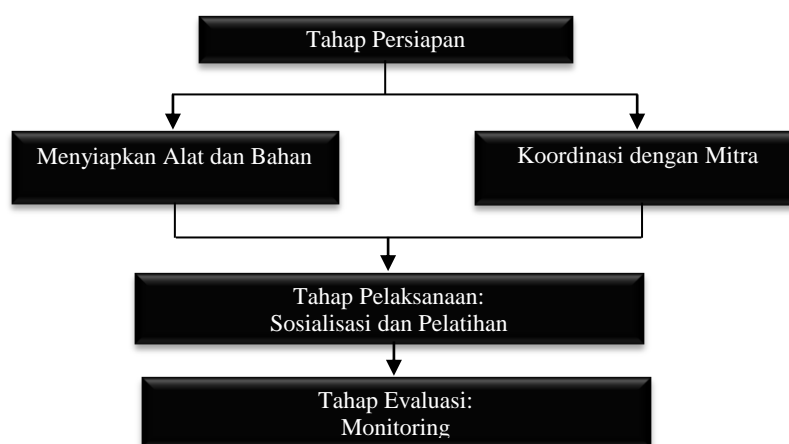 Tahap Persiapan
Menyiapkan Alat dan Bahan
Koordinasi dengan Mitra
Tahap Pelaksanaan:
Sosialisasi dan Pelatihan
Tahap Evaluasi:
Monitoring